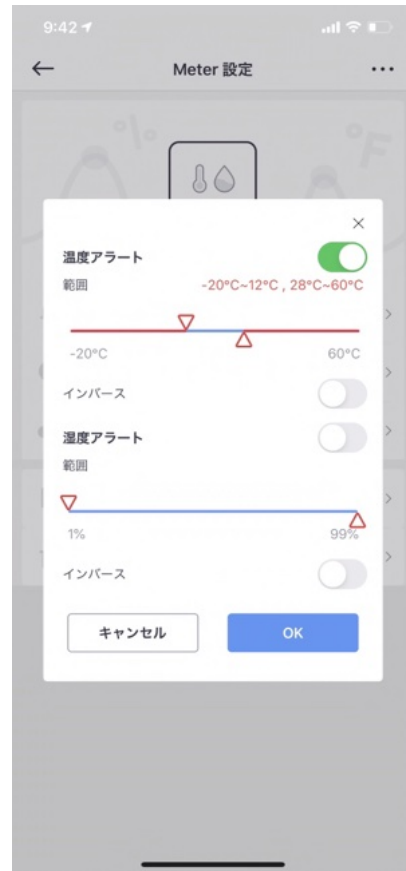 9:42
Meter 設定
% °F
温度アラート
範囲 -20°C~12°C , 28°C~60°C
-20°C 60°C
インバース
湿度アラート
範囲
1% 99%
インバース
キャンセル OK